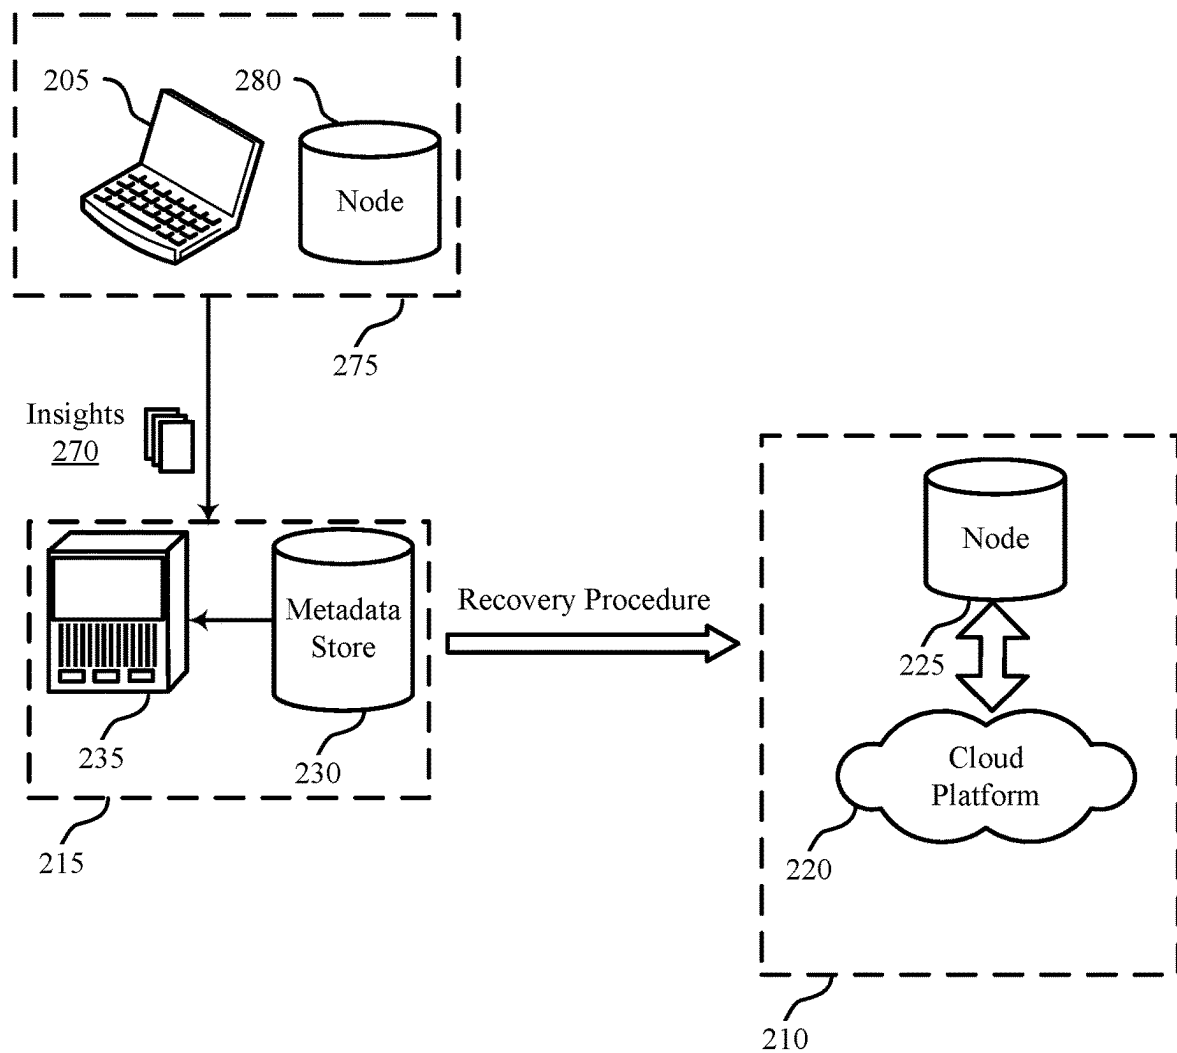 205
280
Node
275
Insights
270
Node
Metadata
Store
Recovery Procedure
225
235
230
Cloud
Platform
215
220
210